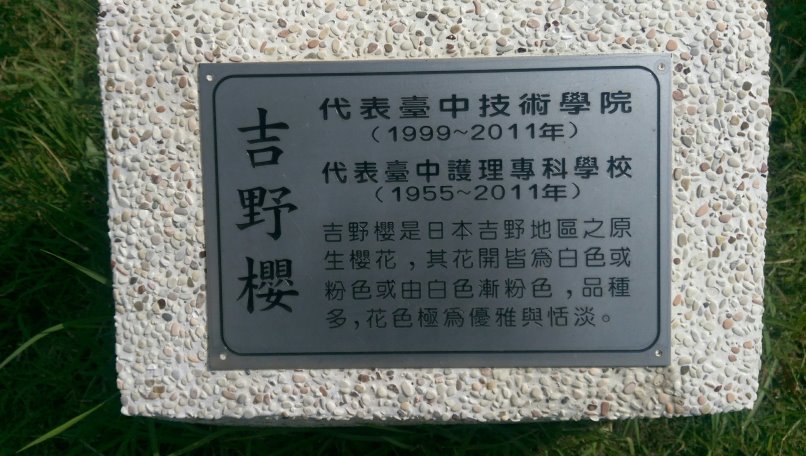 吉野櫻
代表臺中技術學院
（1999~2011年）
代表臺中護理專科學校
（1955~2011年）
吉野櫻是日本吉野地區之原
生櫻花，其花開皆為白色或
粉色或由白色漸粉色，品種
多，花色極為優雅與恬淡。